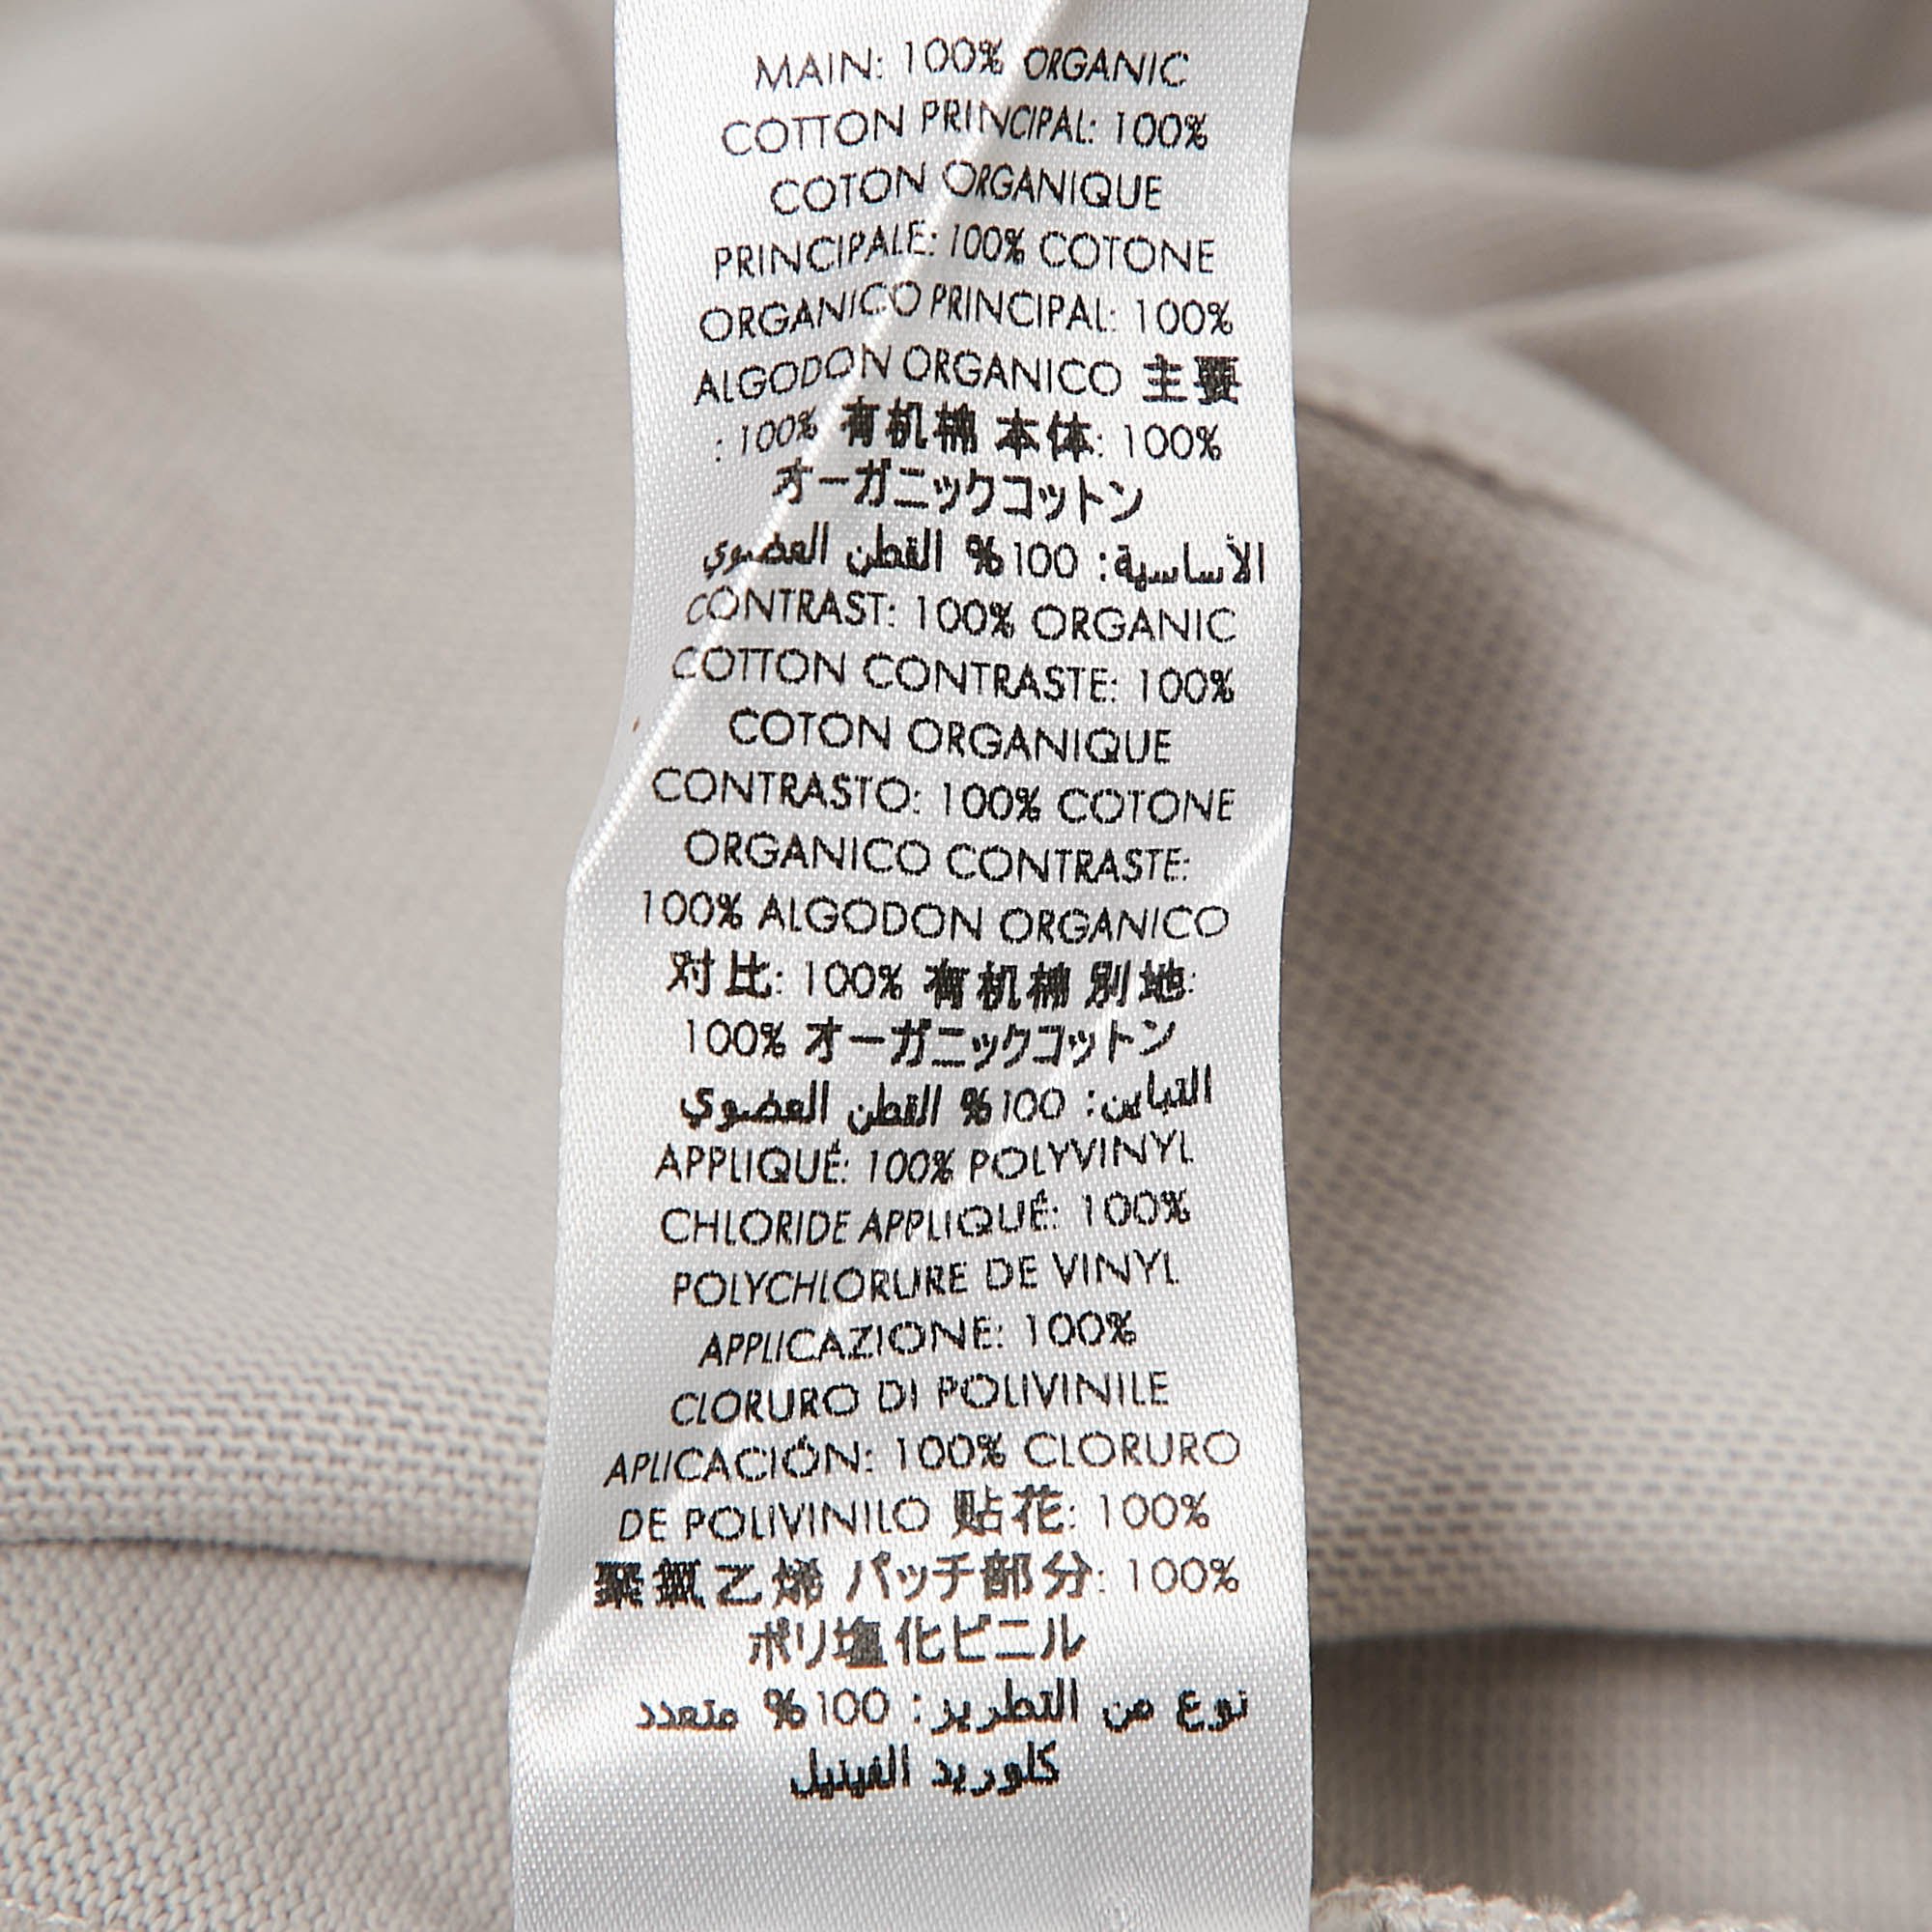 MAIN: 100% ORGANIC
COTTON PRINCIPAL: 100%
COTON ORGANIQUE
PRINCIPALE: 100% COTONE
ORGANICO PRINCIPAL: 100%
ALGODON ORGANICO 主要
: 100% 有机棉 本体: 100%
オーガニックコットン
الأساسية: 100% القطن العضوي
CONTRAST: 100% ORGANIC
COTTON CONTRASTE: 100%
COTON ORGANIQUE
CONTRASTO: 100% COTONE
ORGANICO CONTRASTE:
100% ALGODON ORGANICO
对比: 100% 有机棉 別地:
100% オーガニックコットン
التباين: 100% القطن العضوي
APPLIQUÉ: 100% POLYVINYL
CHLORIDE APPLIQUÉ: 100%
POLYCHLORURE DE VINYL
APPLICAZIONE: 100%
CLORURO DI POLIVINILE
APLICACIÓN: 100% CLORURO
DE POLIVINILO 贴花: 100%
聚氯乙烯 パッチ部分: 100%
ポリ塩化ビニル
نوع من التطريز: 100% متعدد
كلوريد الفينيل